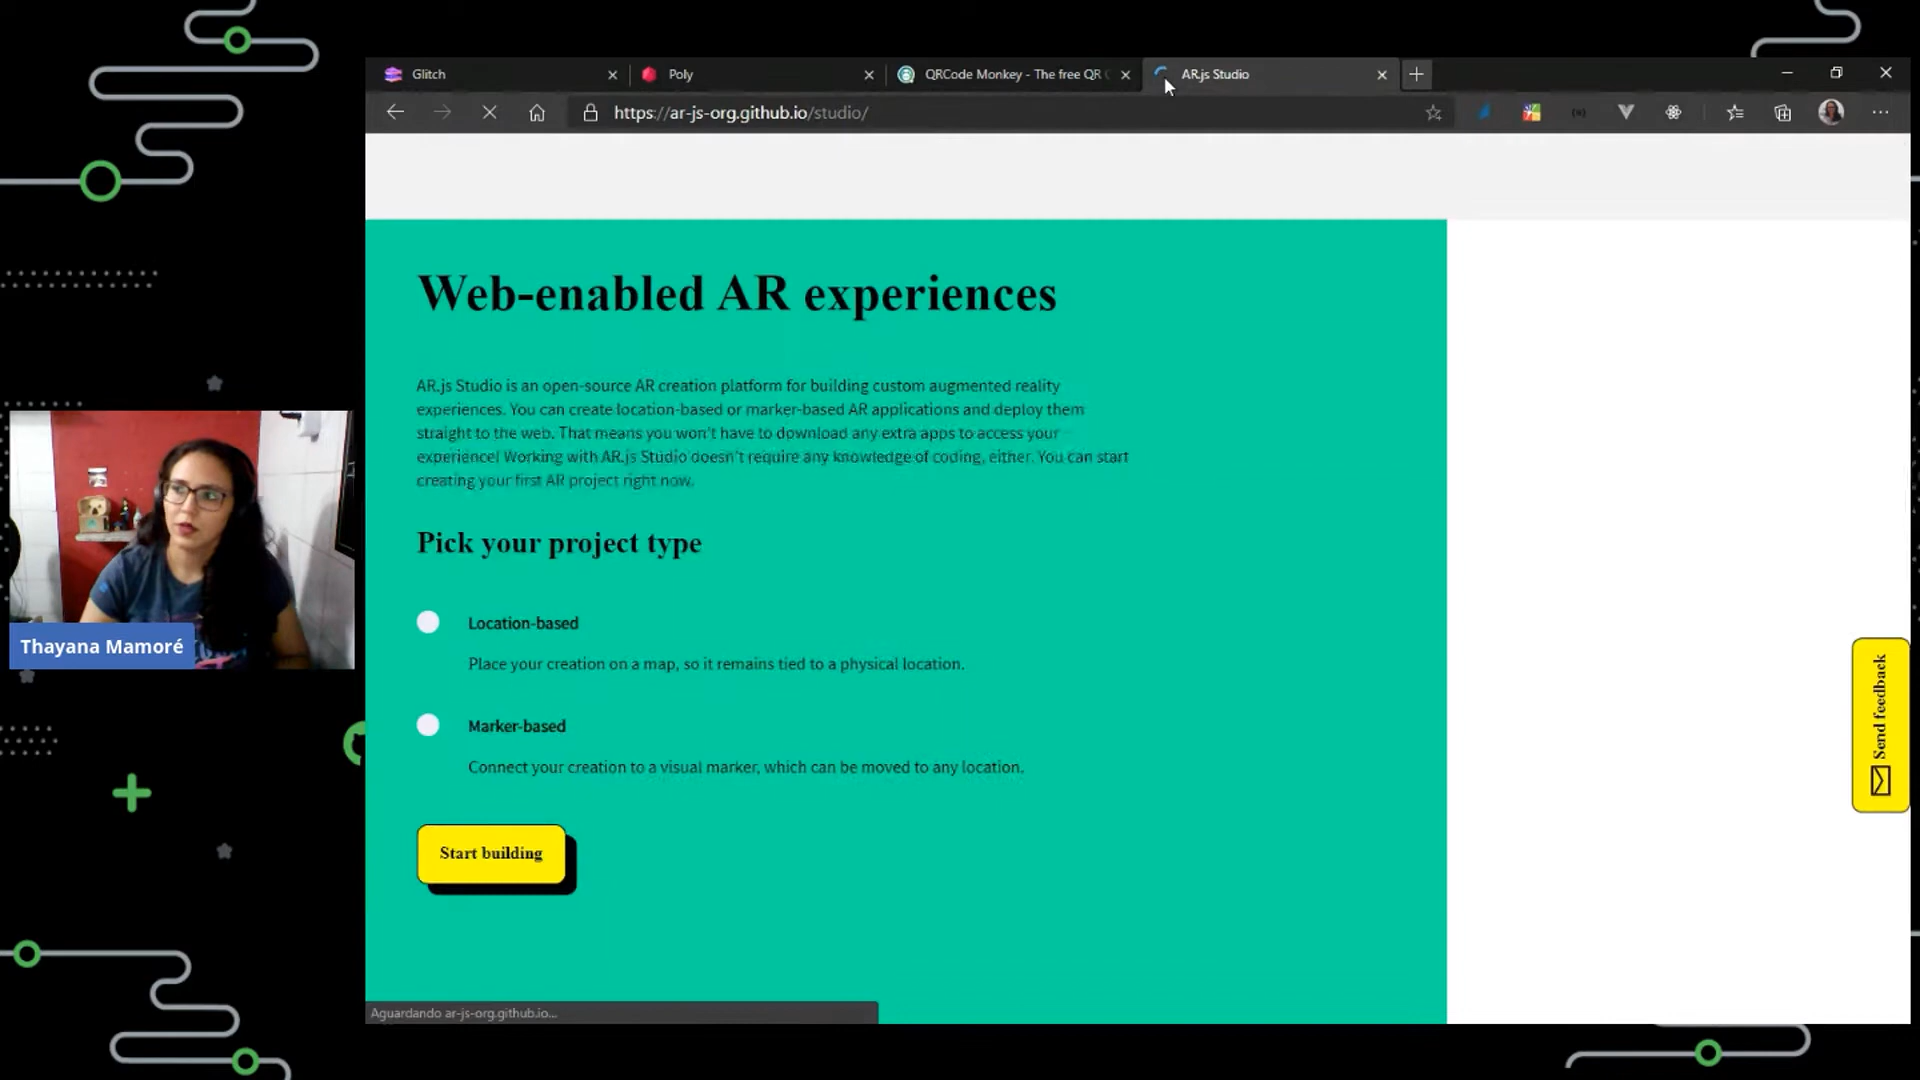 Glitch
Poly
QRCode Monkey - The free QR
AR.js Studio
https://ar-js-org.github.io/studio/
Web-enabled AR experiences
AR.js Studio is an open-source AR creation platform for building custom augmented reality
experiences. You can create location-based or marker-based AR applications and deploy them
straight to the web. That means you won't have to download any extra apps to access your
experience! Working with AR.js Studio doesn't require any knowledge of coding, either. You can start
creating your first AR project right now.
Pick your project type
Location-based
Place your creation on a map, so it remains tied to a physical location.
Marker-based
Connect your creation to a visual marker, which can be moved to any location.
Start building
Send feedback
Thayana Mamoré
Aguardando ar-js-org.github.io...